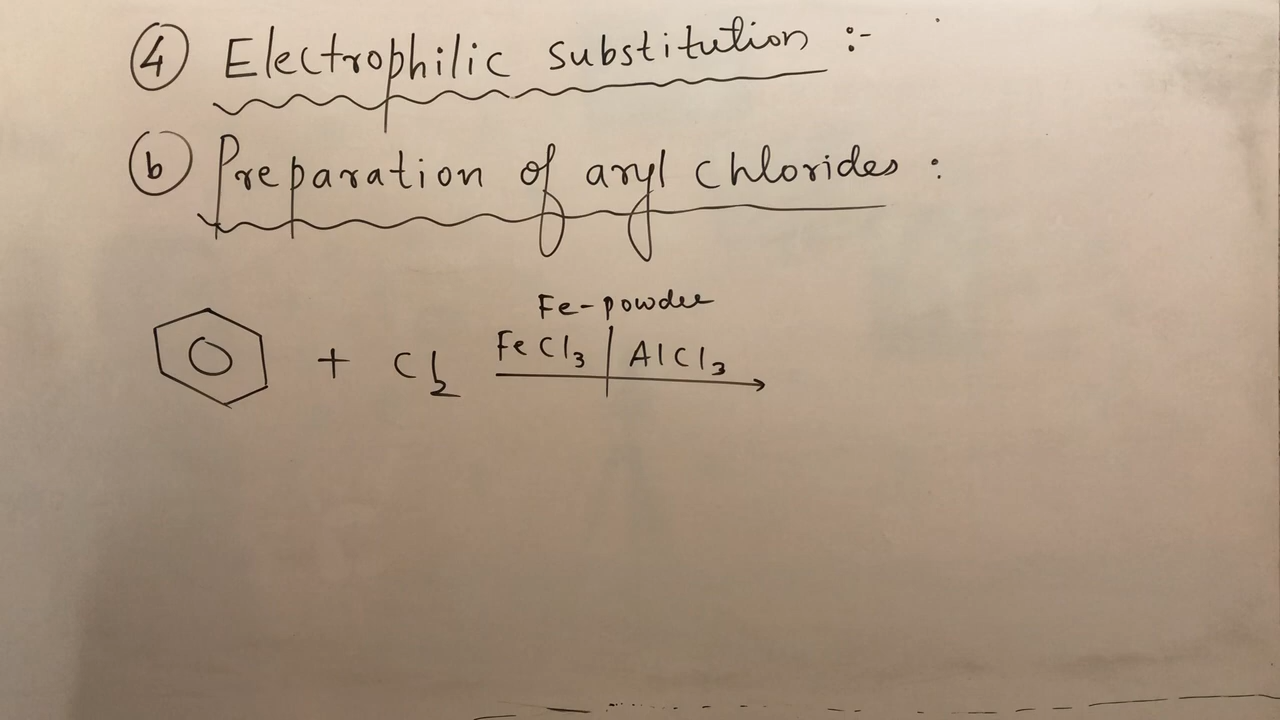 ④ Electrophilic substitution :-
ⓑ Preparation of aryl chlorides :
Fe-powder
+ Cl₂ FeCl₃ | AlCl₃